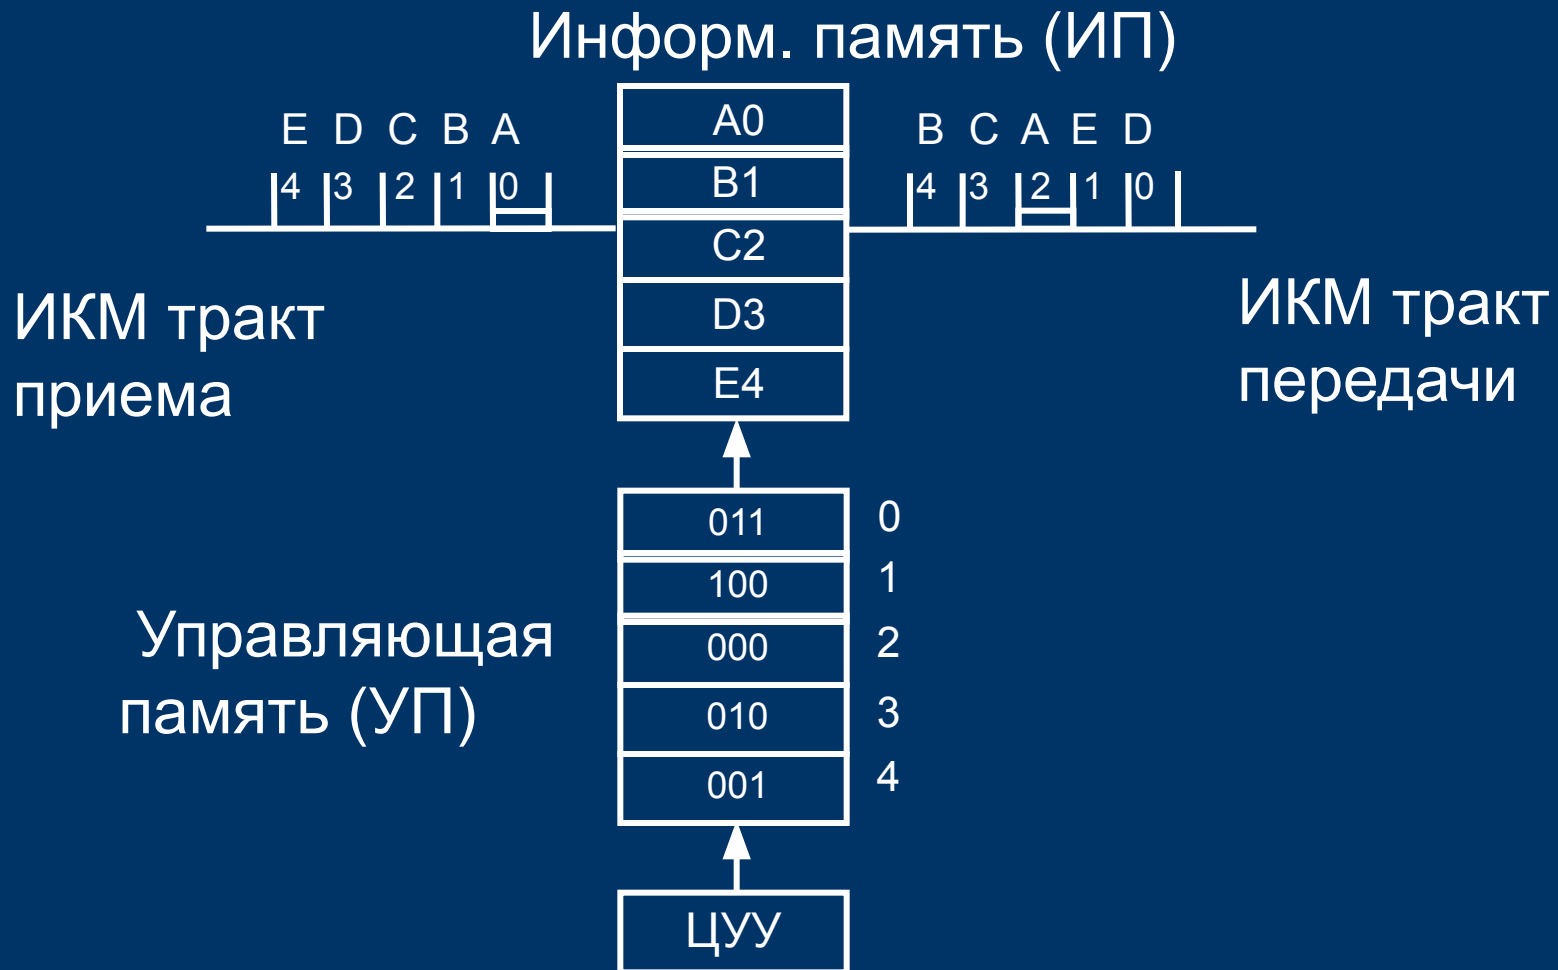 Информ. память (ИП)
E D C B A
4 3 2 1 0
A0
B1
C2
D3
E4
B C A E D
4 3 2 1 0
ИКМ тракт
приема
ИКМ тракт
передачи
Управляющая
память (УП)
011 0
100 1
000 2
010 3
001 4
ЦУУ